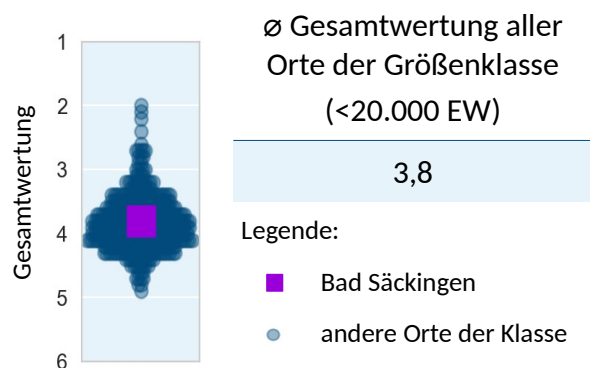 Gesamtwertung
1
2
3
4
5
6
⌀ Gesamtwertung aller
Orte der Größenklasse
(<20.000 EW)
3,8
Legende:
Bad Säckingen
andere Orte der Klasse